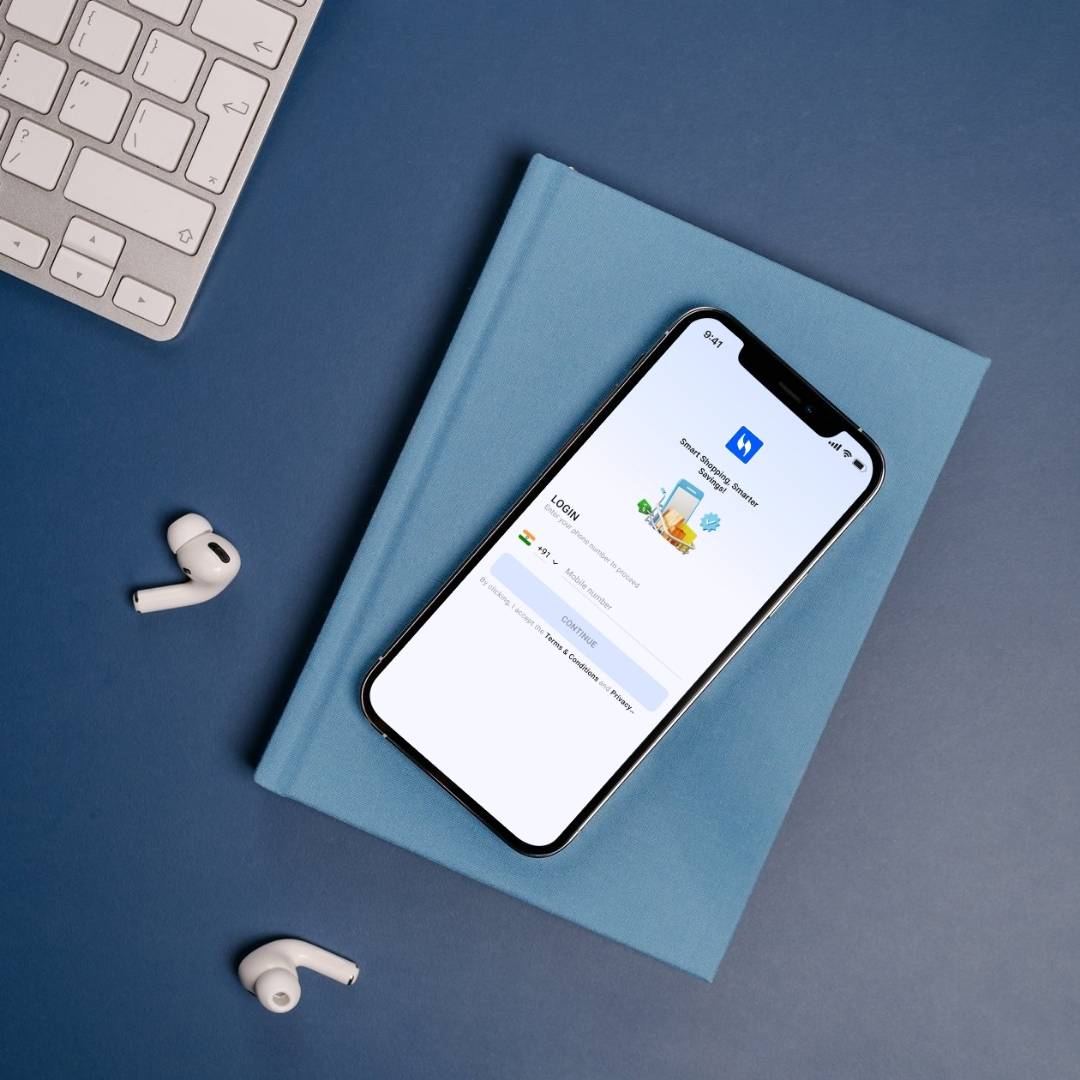 {
[
}
]
:
;
"
'
|
\
?
/
9:41
Smart Shopping, Smarter
Savings!
LOGIN
Enter your phone number to proceed
+91 Mobile number
CONTINUE
By clicking, I accept the Terms & Conditions and Privacy...